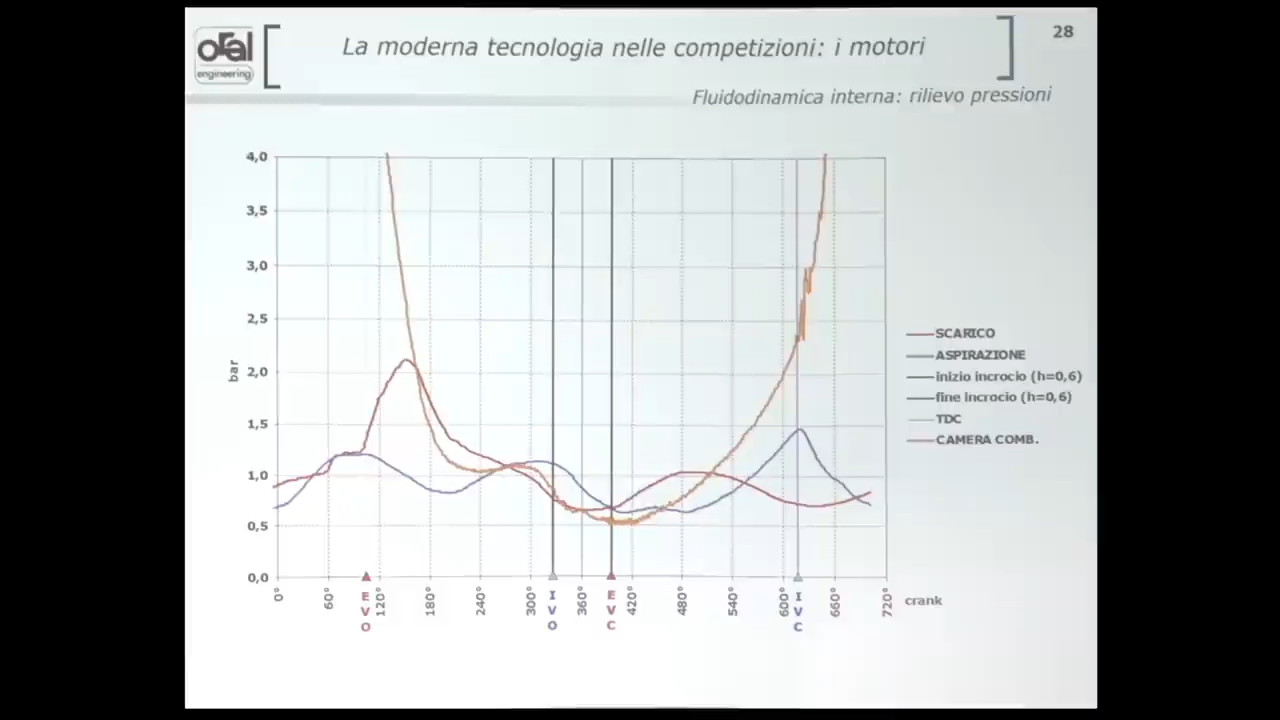 oral
engineering
La moderna tecnologia nelle competizioni: i motori
28
Fluidodinamica interna: rilievo pressioni
4,0
3,5
3,0
2,5
2,0
1,5
1,0
0,5
0,0
bar
SCARICO
ASPIRAZIONE
inizio incrocio (h=0,6)
fine incrocio (h=0,6)
TDC
CAMERA COMB.
0°
60°
EVO
120°
180°
240°
300°
IVO
360°
EVC
420°
480°
540°
600°
IVC
660°
720°
crank